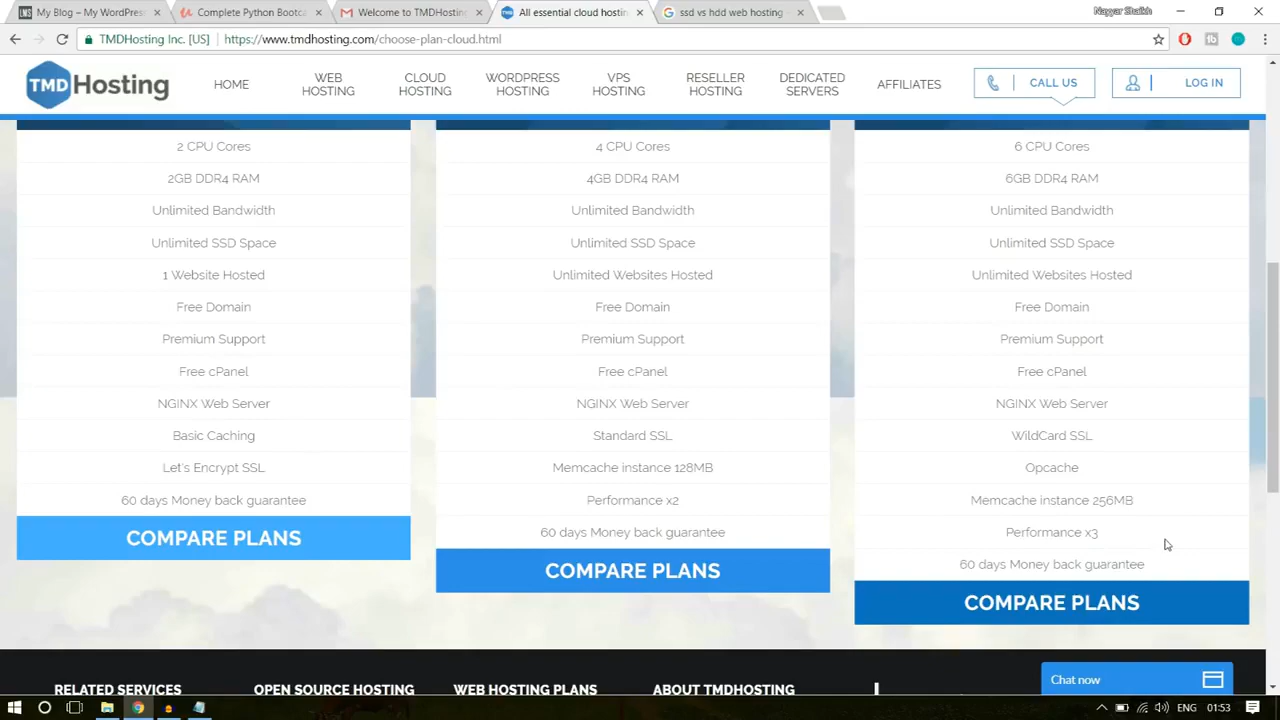 My Blog – My WordPress
Complete Python Bootca
Welcome to TMDHosting
All essential cloud hostin
ssd vs hdd web hosting
Nayyar Shaikh
TMDHosting Inc. [US]
https://www.tmdhosting.com/choose-plan-cloud.html
TMDHosting
HOME
WEB HOSTING
CLOUD HOSTING
WORDPRESS HOSTING
VPS HOSTING
RESELLER HOSTING
DEDICATED SERVERS
AFFILIATES
CALL US
LOG IN
2 CPU Cores
2GB DDR4 RAM
Unlimited Bandwidth
Unlimited SSD Space
1 Website Hosted
Free Domain
Premium Support
Free cPanel
NGINX Web Server
Basic Caching
Let's Encrypt SSL
60 days Money back guarantee
COMPARE PLANS
4 CPU Cores
4GB DDR4 RAM
Unlimited Bandwidth
Unlimited SSD Space
Unlimited Websites Hosted
Free Domain
Premium Support
Free cPanel
NGINX Web Server
Standard SSL
Memcache instance 128MB
Performance x2
60 days Money back guarantee
COMPARE PLANS
6 CPU Cores
6GB DDR4 RAM
Unlimited Bandwidth
Unlimited SSD Space
Unlimited Websites Hosted
Free Domain
Premium Support
Free cPanel
NGINX Web Server
WildCard SSL
Opcache
Memcache instance 256MB
Performance x3
60 days Money back guarantee
COMPARE PLANS
RELATED SERVICES
OPEN SOURCE HOSTING
WEB HOSTING PLANS
ABOUT TMDHOSTING
Chat now
ENG
01:53